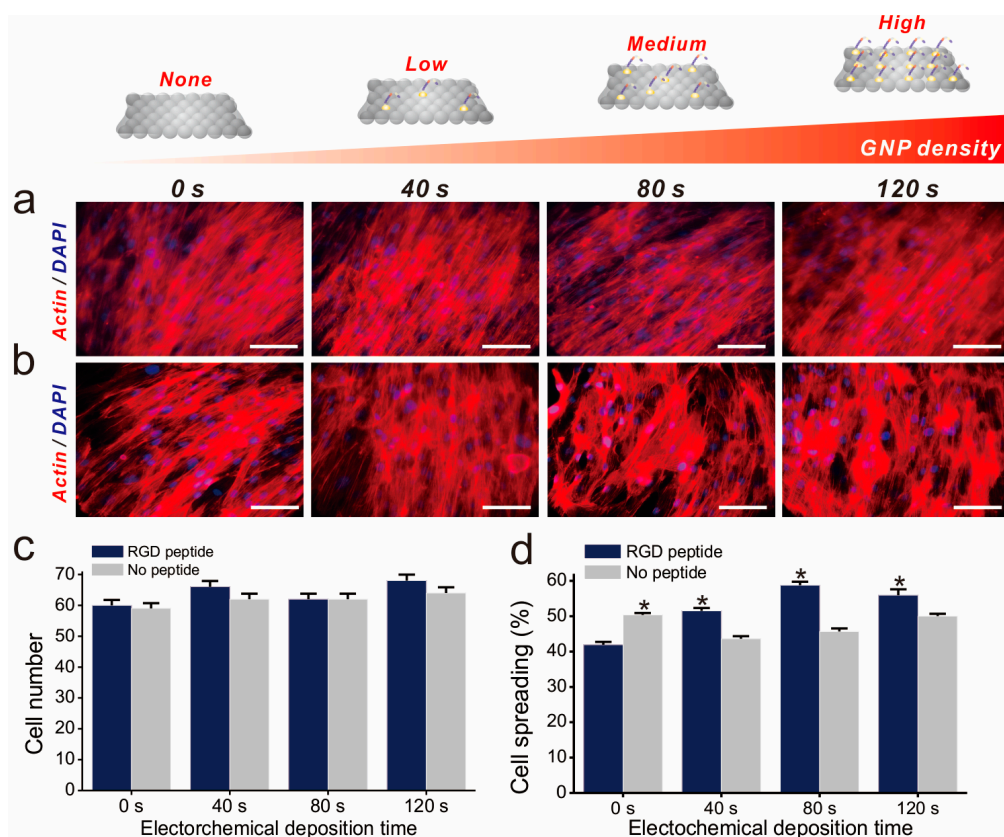 None
Low
Medium
High
GNP density
0 s
40 s
80 s
120 s
a
Actin / DAPI
b
Actin / DAPI
c
RGD peptide
No peptide
70
60
50
40
30
20
10
0
Cell number
0 s
40 s
80 s
120 s
Electorchemical deposition time
d
RGD peptide
No peptide
60
50
40
30
20
10
0
Cell spreading (%)
*
*
*
*
0 s
40 s
80 s
120 s
Electochemical deposition time